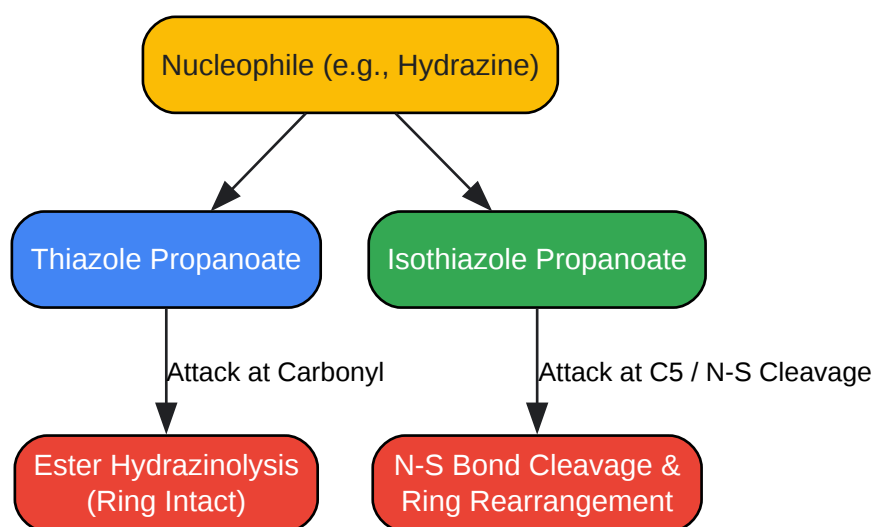 Nucleophile (e.g., Hydrazine)
Thiazole Propanoate
Isothiazole Propanoate
Attack at Carbonyl
Attack at C5 / N-S Cleavage
Ester Hydrazinolysis
(Ring Intact)
N-S Bond Cleavage &
Ring Rearrangement